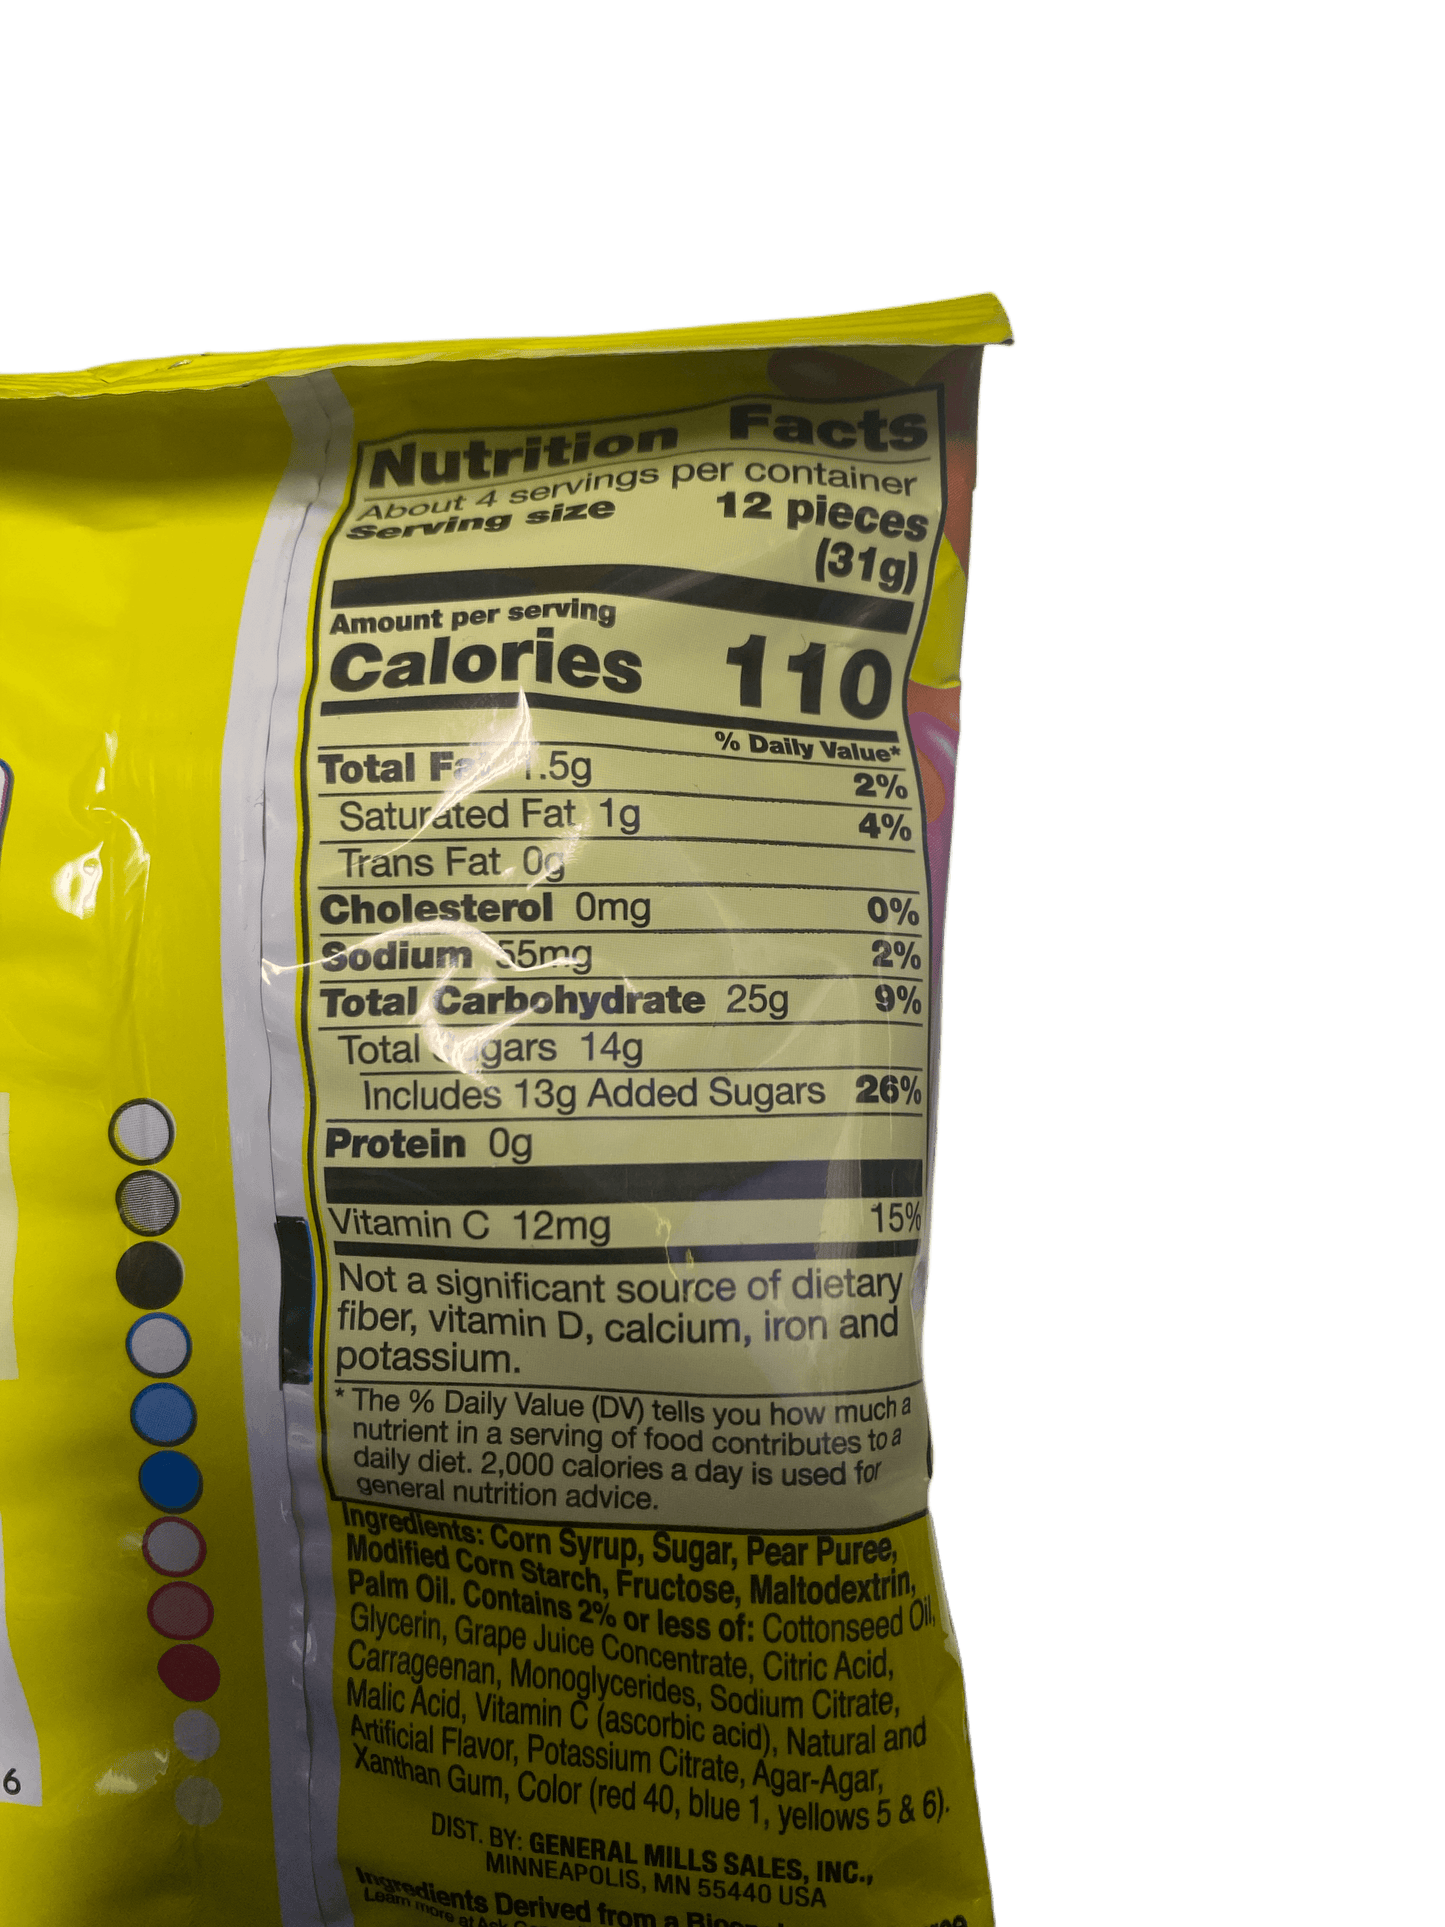 Nutrition Facts
About 4 servings per container
Serving size 12 pieces
(31g)
Amount per serving
Calories 110
% Daily Value*
Total Fat 1.5g 2%
Saturated Fat 1g 4%
Trans Fat 0g
Cholesterol 0mg 0%
Sodium 55mg 2%
Total Carbohydrate 25g 9%
Total Sugars 14g
Includes 13g Added Sugars 26%
Protein 0g
Vitamin C 12mg 15%
Not a significant source of dietary
fiber, vitamin D, calcium, iron and
potassium.
* The % Daily Value (DV) tells you how much a
nutrient in a serving of food contributes to a
daily diet. 2,000 calories a day is used for
general nutrition advice.
Ingredients: Corn Syrup, Sugar, Pear Puree,
Modified Corn Starch, Fructose, Maltodextrin,
Palm Oil. Contains 2% or less of: Cottonseed Oil,
Glycerin, Grape Juice Concentrate, Citric Acid,
Carrageenan, Monoglycerides, Sodium Citrate,
Malic Acid, Vitamin C (ascorbic acid), Natural and
Artificial Flavor, Potassium Citrate, Agar-Agar,
Xanthan Gum, Color (red 40, blue 1, yellows 5 & 6).
DIST. BY: GENERAL MILLS SALES, INC.,
MINNEAPOLIS, MN 55440 USA
Ingredients Derived from a
Learn more at Ask
6